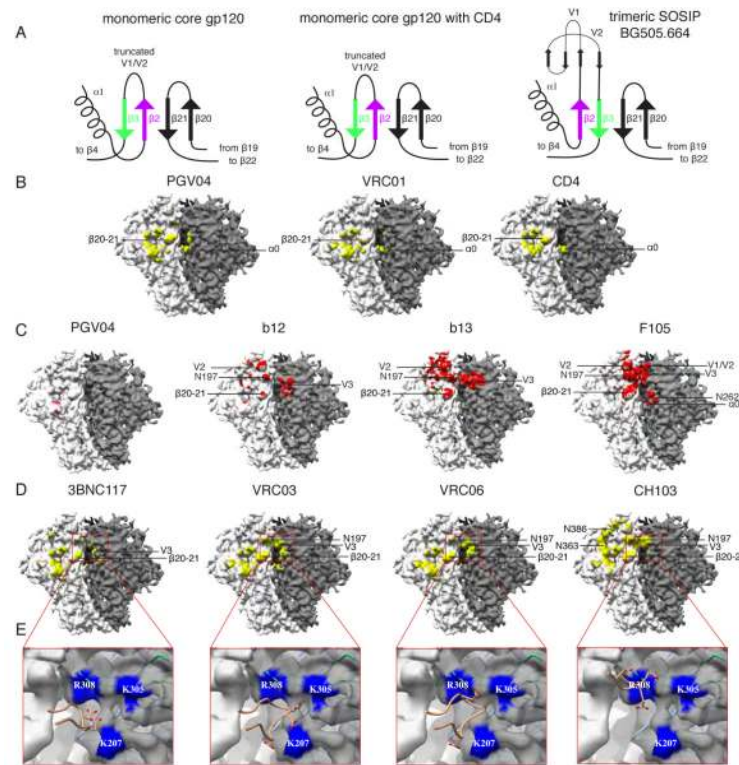 A
monomeric core gp120
monomeric core gp120 with CD4
trimeric SOSIP
BG505.664
truncated
V1/V2
α1
β3
β2
β21
β20
to β4
from β19
to β22
truncated
V1/V2
α1
β3
β2
β21
β20
to β4
from β19
to β22
V1
V2
α1
β2
β3
β21
β20
to β4
from β19
to β22
B
PGV04
VRC01
CD4
β20-21
α0
β20-21
α0
β20-21
α0
C
PGV04
b12
b13
F105
V2
N197
β20-21
V3
V2
N197
β20-21
V3
V2
N197
β20-21
V1/V2
V3
N262
α0
D
3BNC117
VRC03
VRC06
CH103
V3
β20-21
N197
V3
β20-21
N197
V3
β20-21
N386
N363
N197
V3
β20-2
E
R308
K305
K207
R308
K305
K207
R308
K305
K207
R308
K305
K207